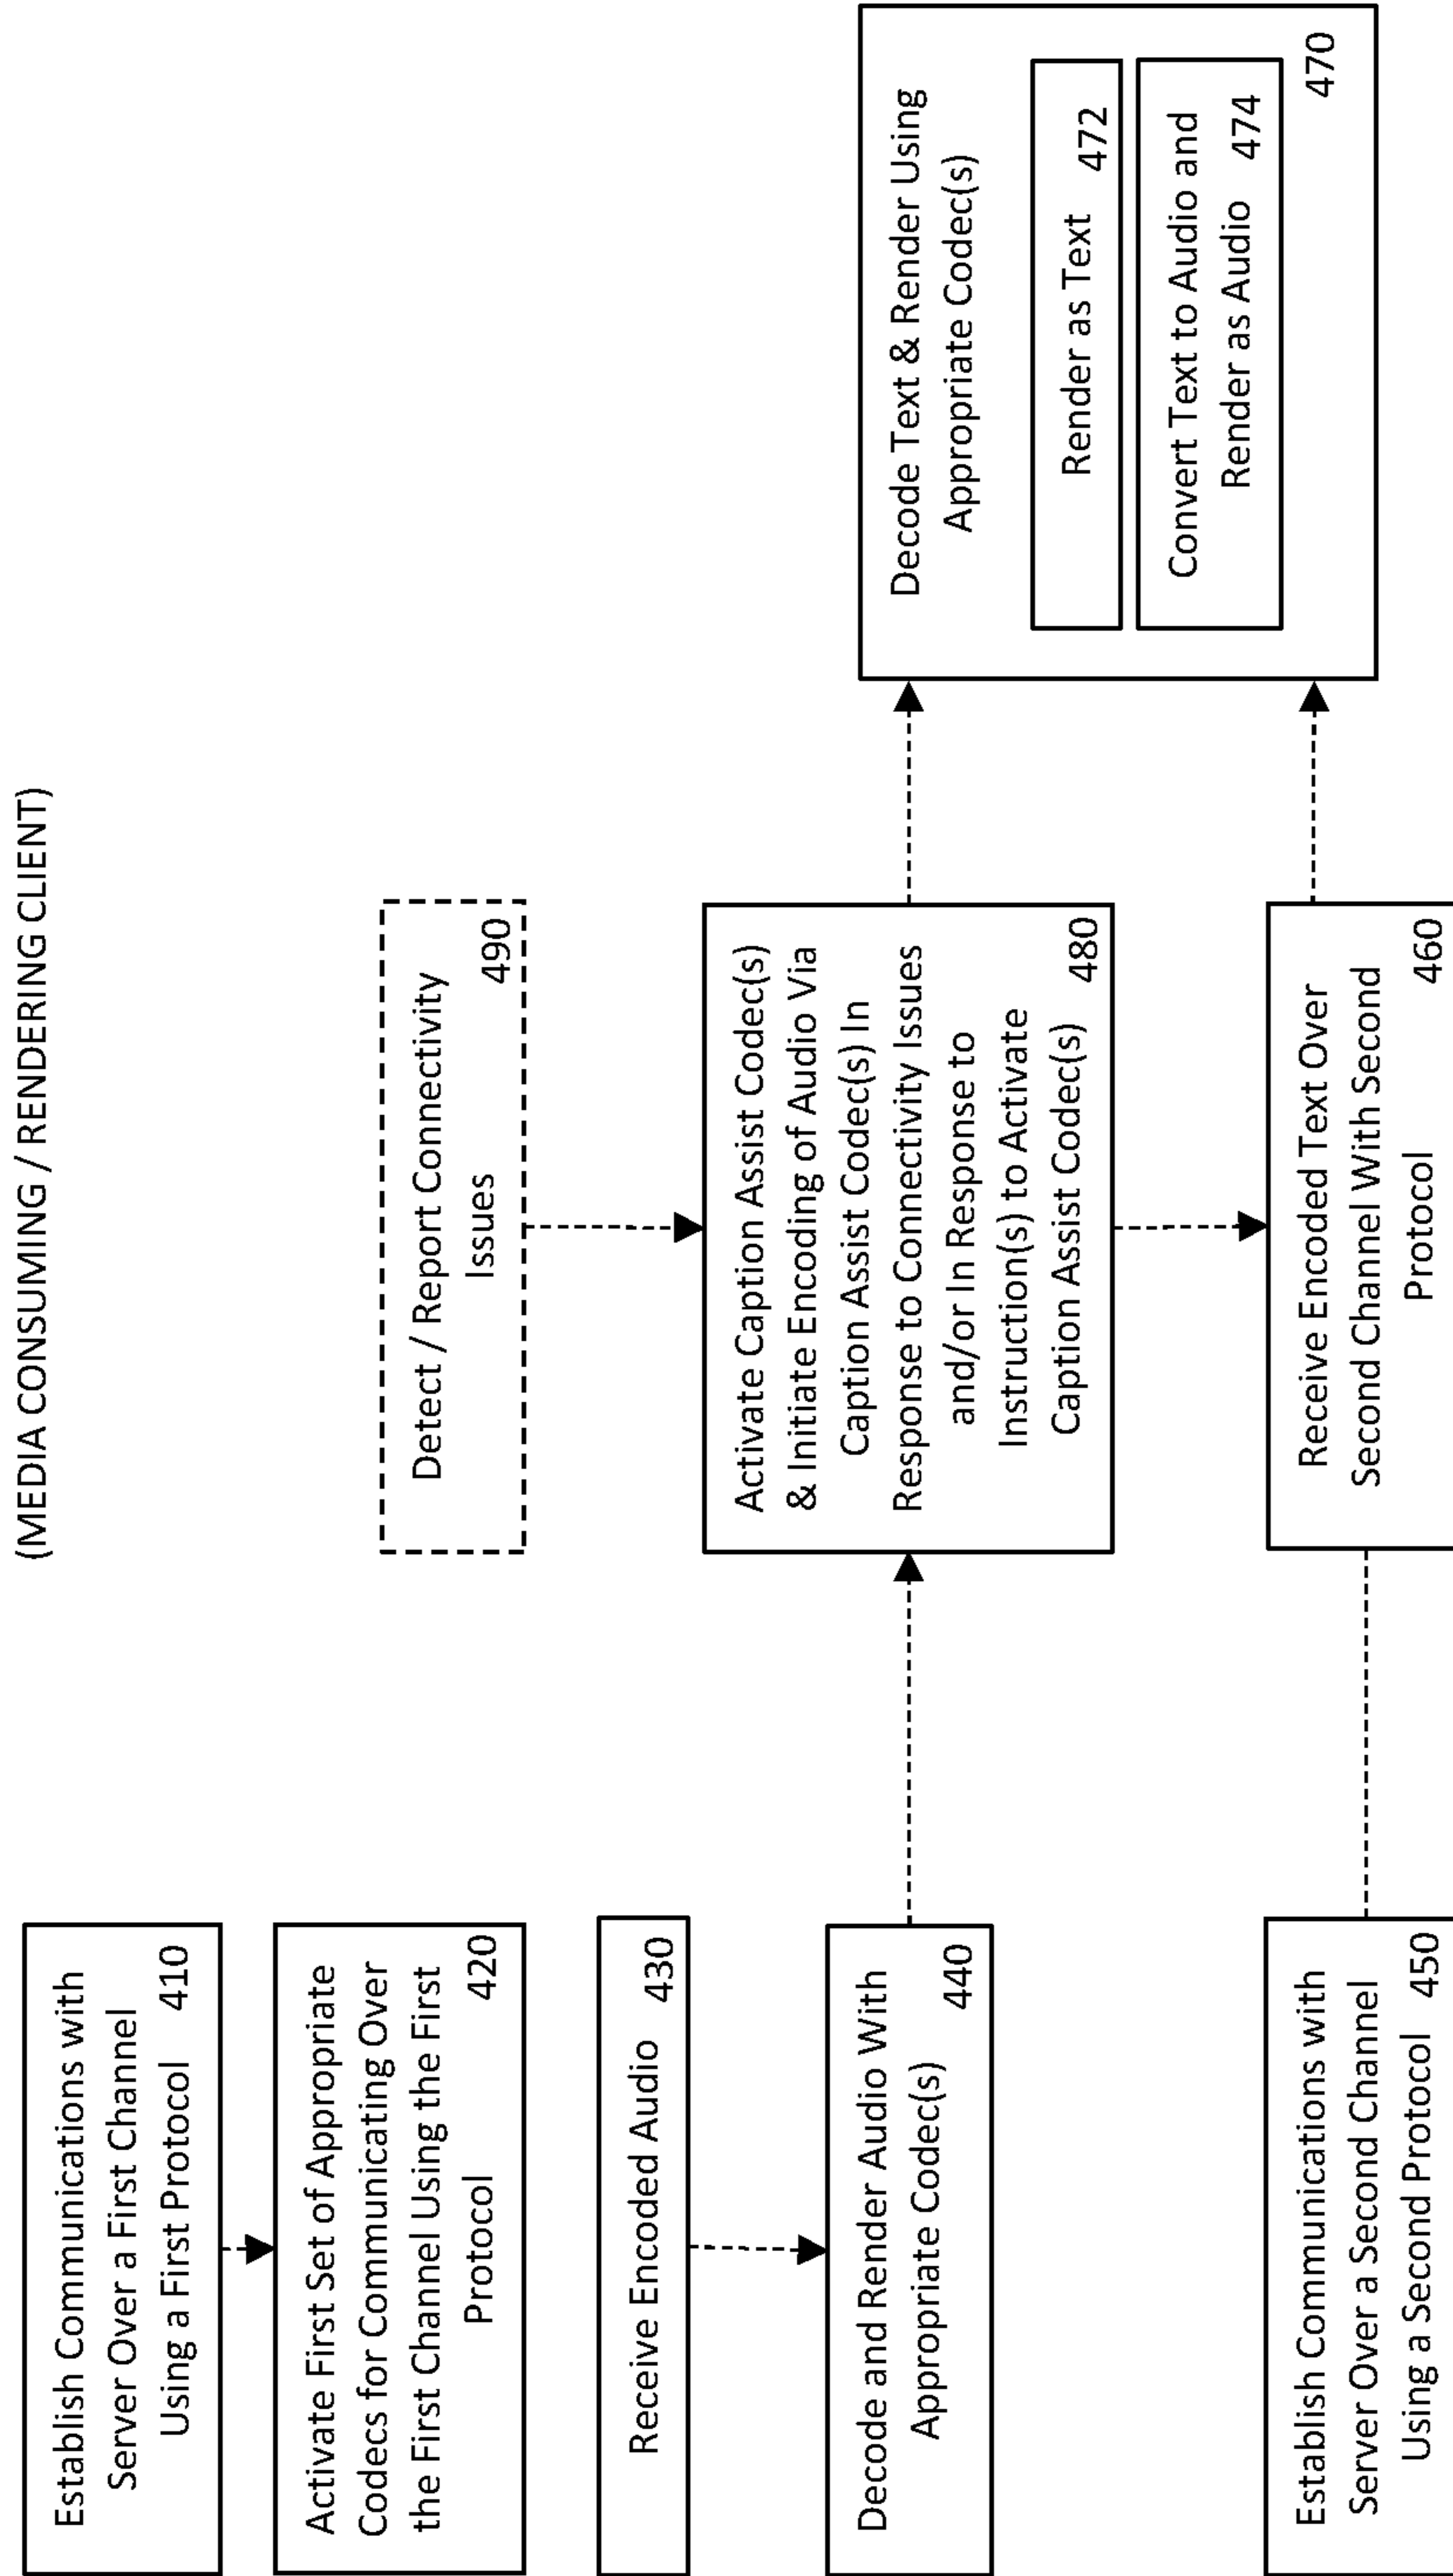 (MEDIA CONSUMING / RENDERING CLIENT)
Establish Communications with
Server Over a First Channel
Using a First Protocol 410
Activate First Set of Appropriate
Codecs for Communicating Over
the First Channel Using the First
Protocol 420
Receive Encoded Audio 430
Decode and Render Audio With
Appropriate Codec(s) 440
Establish Communications with
Server Over a Second Channel
Using a Second Protocol 450
Detect / Report Connectivity
Issues 490
Activate Caption Assist Codec(s)
& Initiate Encoding of Audio Via
Caption Assist Codec(s) In
Response to Connectivity Issues
and/or In Response to
Instruction(s) to Activate
Caption Assist Codec(s) 480
Receive Encoded Text Over
Second Channel With Second
Protocol 460
Decode Text & Render Using
Appropriate Codec(s)
Render as Text 472
Convert Text to Audio and
Render as Audio 474
470